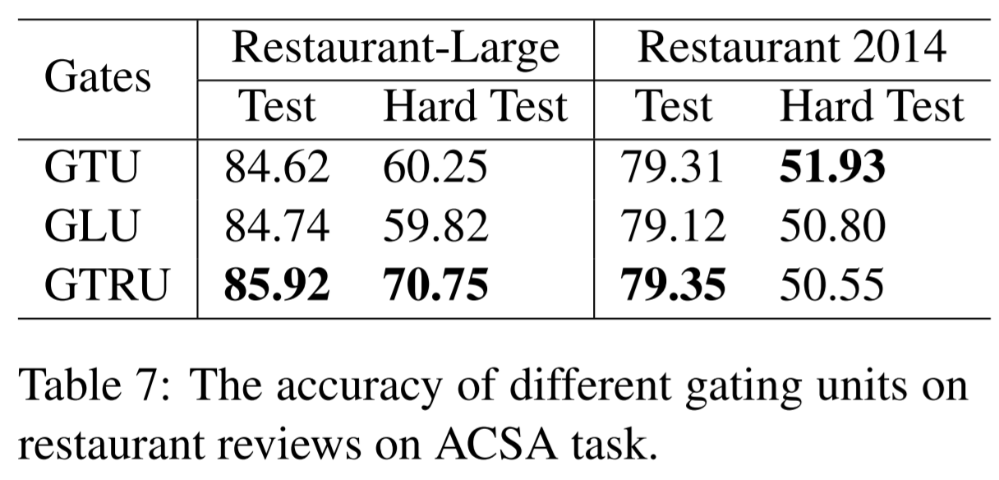 Gates Restaurant-Large Restaurant 2014
Test Hard Test Test Hard Test
GTU 84.62 60.25 79.31 51.93
GLU 84.74 59.82 79.12 50.80
GTRU 85.92 70.75 79.35 50.55
Table 7: The accuracy of different gating units on
restaurant reviews on ACSA task.